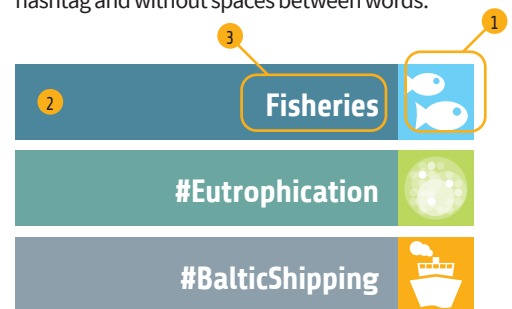 hashtag and without spaces between words.
1
3
2
Fisheries
#Eutrophication
#BalticShipping